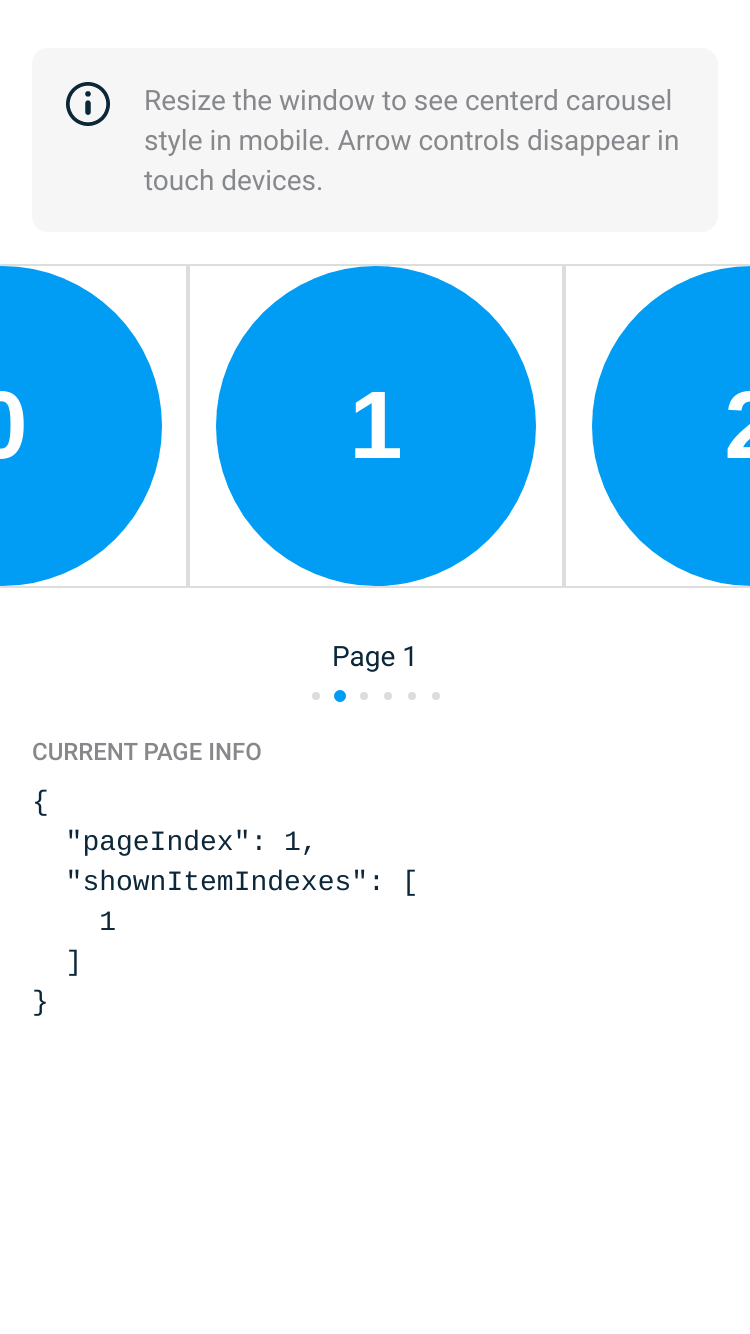 Resize the window to see centerd carousel
style in mobile. Arrow controls disappear in
touch devices.
0 1 2
Page 1
CURRENT PAGE INFO
{
  "pageIndex": 1,
  "shownItemIndexes": [
    1
  ]
}